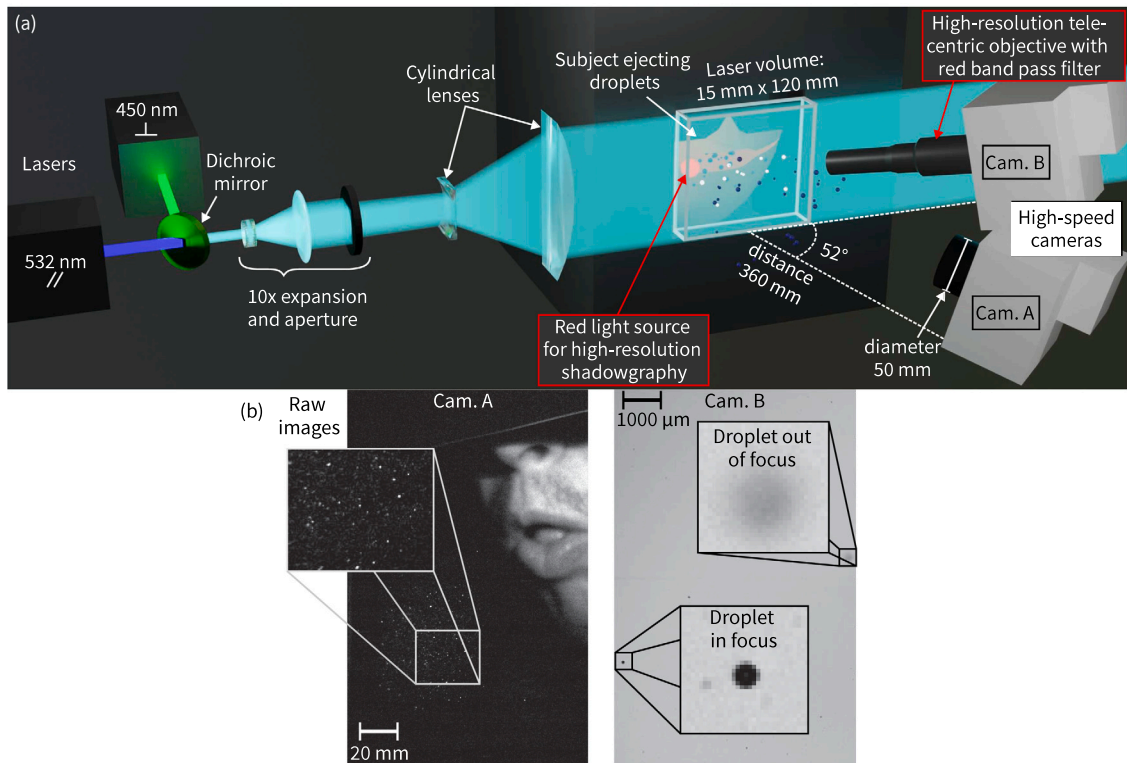 (a)
450 nm
⊥
Lasers
Dichroic
mirror
532 nm
//
10x expansion
and aperture
Cylindrical
lenses
Subject ejecting
droplets
Laser volume:
15 mm x 120 mm
High-resolution tele-
centric objective with
red band pass filter
Cam. B
High-speed
cameras
52°
distance
360 mm
Cam. A
diameter
50 mm
Red light source
for high-resolution
shadowgraphy
(b)
Raw
images
Cam. A
20 mm
Cam. B
1000 μm
Droplet out
of focus
Droplet
in focus